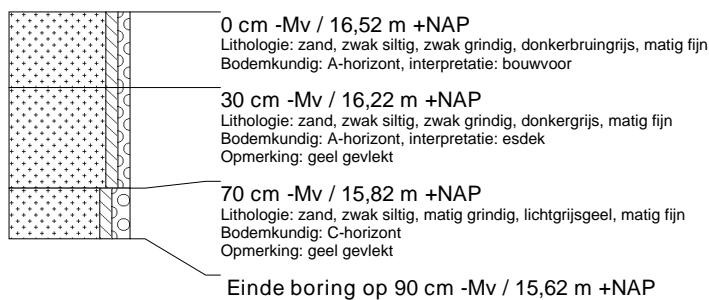 0 cm -Mv / 16,52 m +NAP
Lithologie: zand, zwak siltig, zwak grindig, donkerbruingrijs, matig fijn
Bodemkundig: A-horizont, interpretatie: bouwvoor
30 cm -Mv / 16,22 m +NAP
Lithologie: zand, zwak siltig, zwak grindig, donkergrijs, matig fijn
Bodemkundig: A-horizont, interpretatie: esdek
Opmerking: geel gevlekt
70 cm -Mv / 15,82 m +NAP
Lithologie: zand, zwak siltig, matig grindig, lichtgrijsgeel, matig fijn
Bodemkundig: C-horizont
Opmerking: geel gevlekt
Einde boring op 90 cm -Mv / 15,62 m +NAP